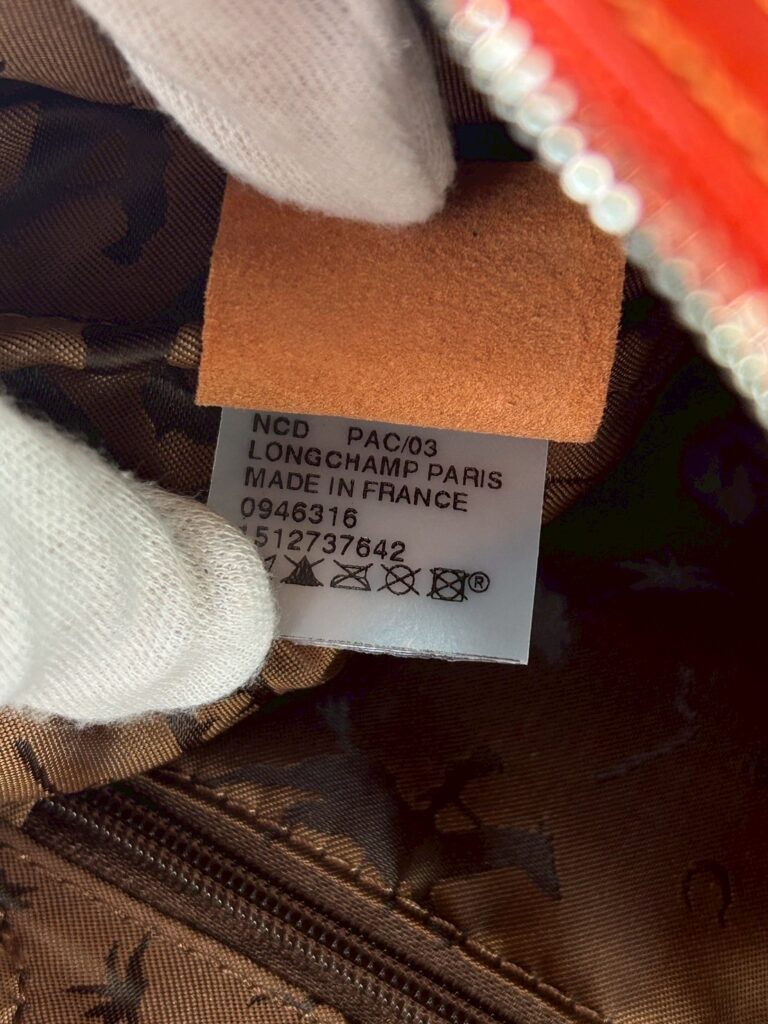 NCD PAC/03
LONGCHAMP PARIS
MADE IN FRANCE
0946316
1512737642
®